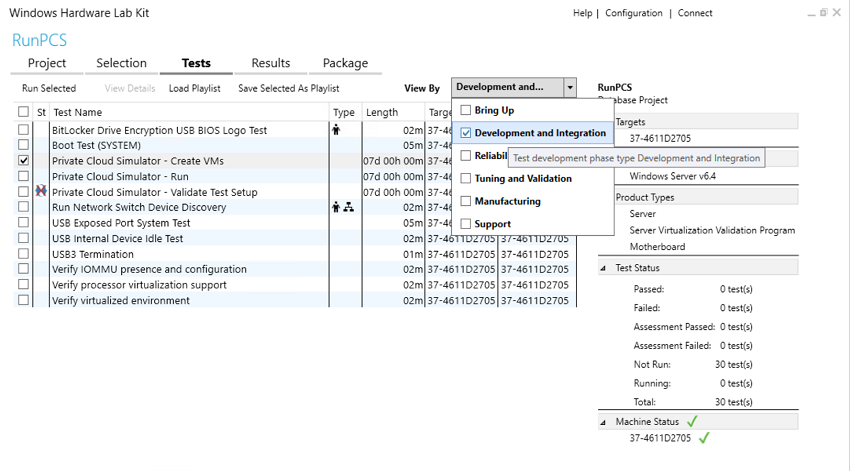 Windows Hardware Lab Kit
Help | Configuration | Connect
RunPCS
Project Selection Tests Results Package
Run Selected View Details Load Playlist Save Selected As Playlist View By Development and...
St Test Name Type Length
BitLocker Drive Encryption USB BIOS Logo Test 02m 37-4
Boot Test (SYSTEM) 05m 37-4
Private Cloud Simulator - Create VMs 07d 00h 00m 37-4
Private Cloud Simulator - Run 07d 00h 00m 37-4
Private Cloud Simulator - Validate Test Setup 07d 00h 00m 37-4
Run Network Switch Device Discovery 02m 37-4
USB Exposed Port System Test 05m 37-4
USB Internal Device Idle Test 02m 37-4611D2705 37-4611D2705
USB3 Termination 01m 37-4611D2705 37-4611D2705
Verify IOMMU presence and configuration 02m 37-4611D2705 37-4611D2705
Verify processor virtualization support 02m 37-4611D2705 37-4611D2705
Verify virtualized environment 02m 37-4611D2705 37-4611D2705
Bring Up
Development and Integration
Reliabil
Test development phase type Development and Integration
Tuning and Validation
Manufacturing
Support
RunPCS
Database Project
Targets
37-4611D2705
Windows Server v6.4
Product Types
Server
Server Virtualization Validation Program
Motherboard
Test Status
Passed: 0 test(s)
Failed: 0 test(s)
Assessment Passed: 0 test(s)
Assessment Failed: 0 test(s)
Not Run: 30 test(s)
Running: 0 test(s)
Total: 30 test(s)
Machine Status
37-4611D2705